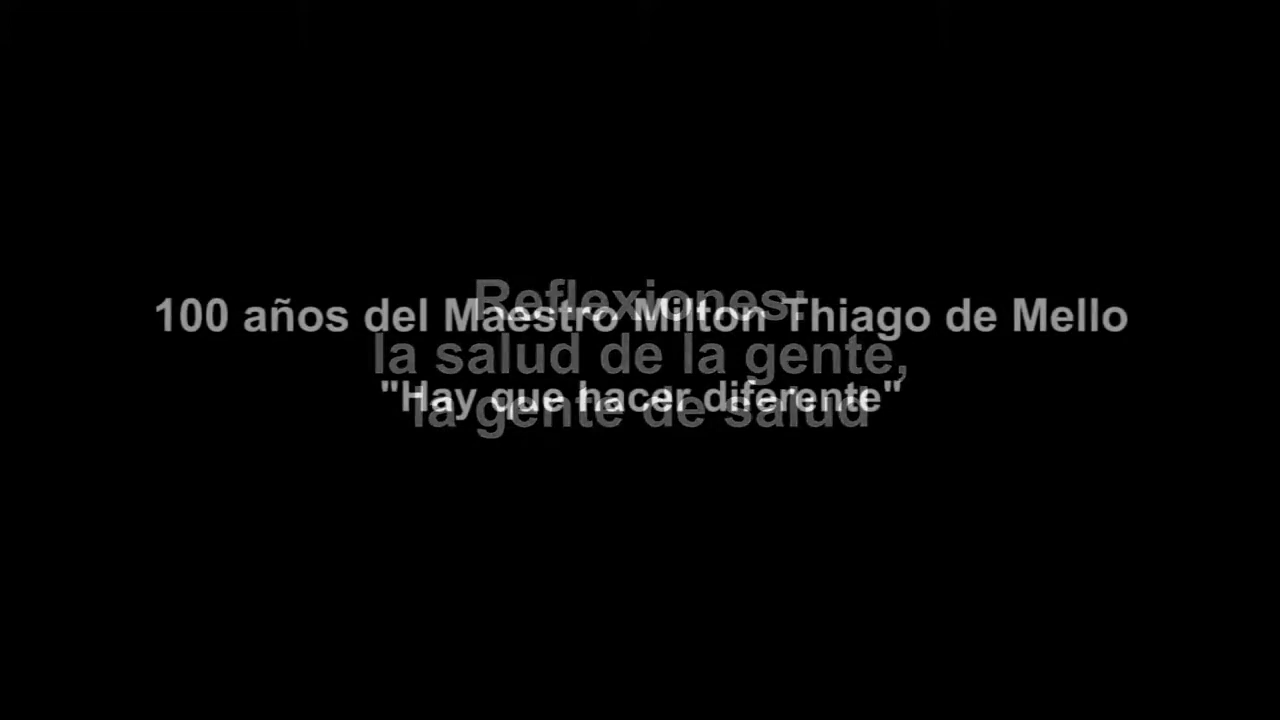 Reflexiones:
100 años del Maestro Milton Thiago de Mello
la salud de la gente,
"Hay que hacer diferente"
la gente de salud